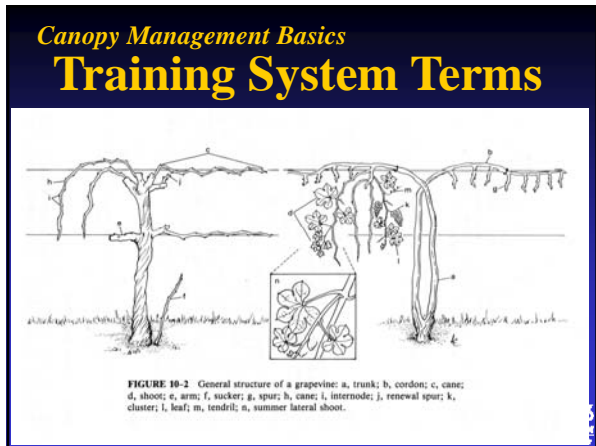 Canopy Management Basics
Training System Terms
c
b
h
j
i
m
g
k
d
l
e
n
a
f
FIGURE 10-2 General structure of a grapevine: a, trunk; b, cordon; c, cane;
d, shoot; e, arm; f, sucker; g, spur; h, cane; i, internode; j, renewal spur; k,
cluster; l, leaf; m, tendril; n, summer lateral shoot.